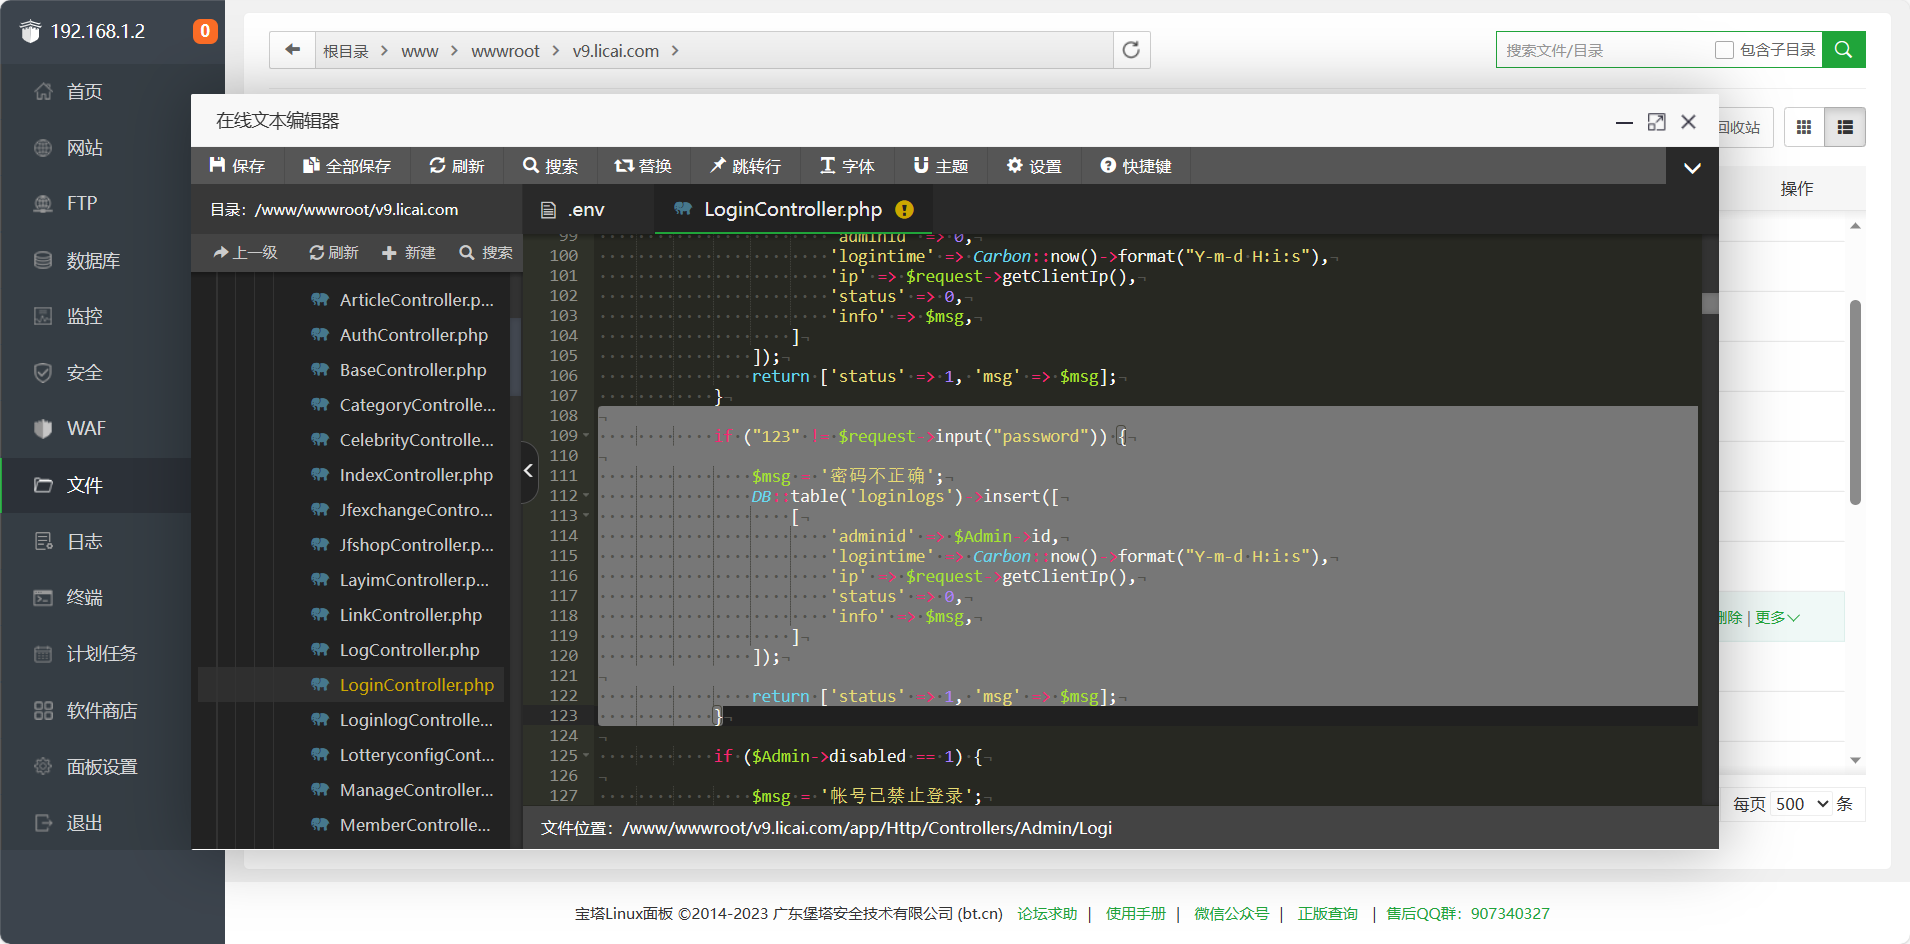 192.168.1.2
0
首页
网站
FTP
数据库
监控
安全
WAF
文件
日志
终端
计划任务
软件商店
面板设置
退出
根目录 > www > wwwroot > v9.licai.com >
搜索文件/目录 包含子目录
回收站
操作
删除 | 更多
每页 500 条
在线文本编辑器
保存 全部保存 刷新 搜索 替换 跳转行 字体 主题 设置 快捷键
目录：/www/wwwroot/v9.licai.com
上一级 刷新 新建 搜索
ArticleController.p...
AuthController.php
BaseController.php
CategoryControlle...
CelebrityControlle...
IndexController.php
JfexchangeContro...
JfshopController.p...
LayimController.p...
LinkController.php
LogController.php
LoginController.php
LoginlogControlle...
LotteryconfigCont...
ManageController...
MemberControlle...
.env LoginController.php
99 'adminid' => 0,
100 'logintime' => Carbon::now()->format("Y-m-d H:i:s"),
101 'ip' => $request->getClientIp(),
102 'status' => 0,
103 'info' => $msg,
104 ]
105 ]);
106 return ['status' => 1, 'msg' => $msg];
107 }
108
109 if ("123" != $request->input("password")) {
110
111 $msg = '密码不正确';
112 DB::table('loginlogs')->insert([
113 [
114 'adminid' => $Admin->id,
115 'logintime' => Carbon::now()->format("Y-m-d H:i:s"),
116 'ip' => $request->getClientIp(),
117 'status' => 0,
118 'info' => $msg,
119 ]
120 ]);
121
122 return ['status' => 1, 'msg' => $msg];
123 }
124
125 if ($Admin->disabled == 1) {
126
127 $msg = '帐号已禁止登录';
文件位置：/www/wwwroot/v9.licai.com/app/Http/Controllers/Admin/Logi
宝塔Linux面板 ©2014-2023 广东堡塔安全技术有限公司 (bt.cn) 论坛求助 | 使用手册 | 微信公众号 | 正版查询 | 售后QQ群：907340327